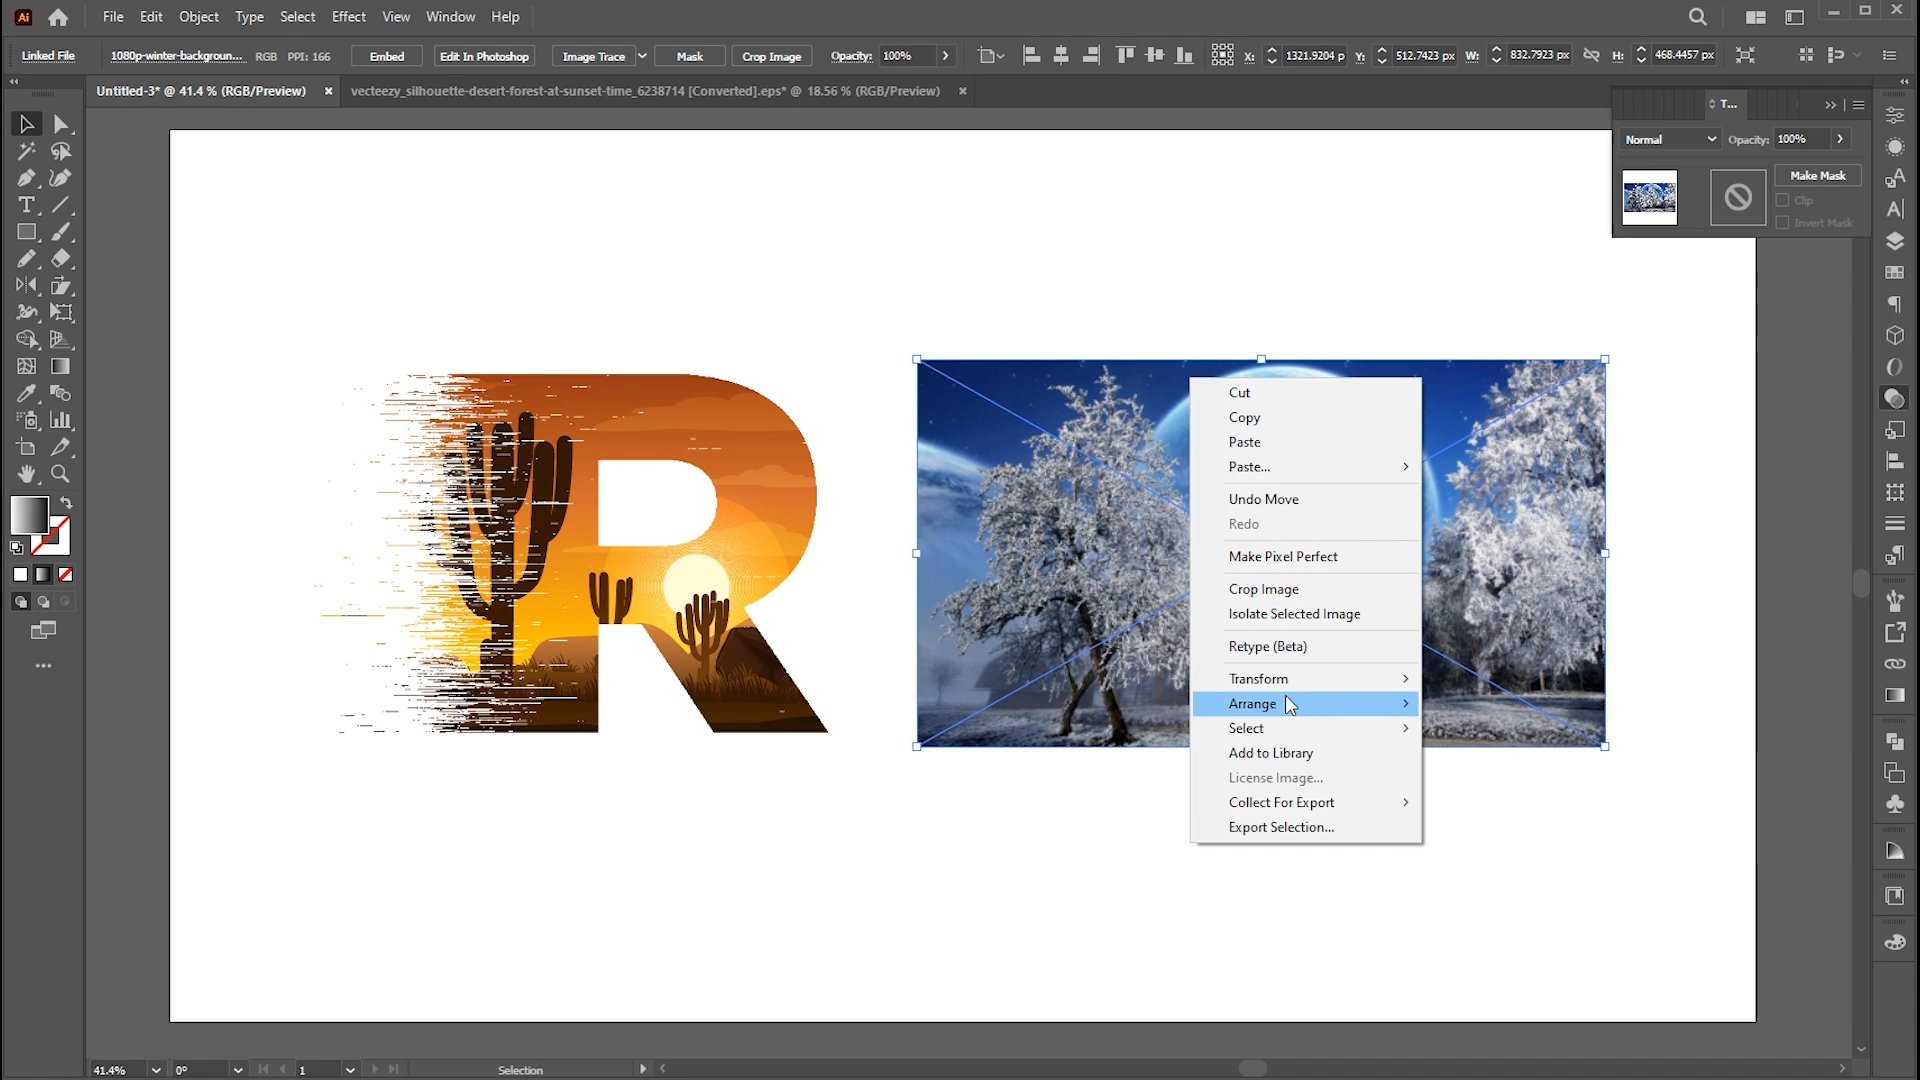 Ai File Edit Object Type Select Effect View Window Help
Linked File 1080p-winter-backgroun... RGB PPI: 166 Embed Edit In Photoshop Image Trace Mask Crop Image Opacity: 100% X: 1321.9204 p Y: 512.7423 px W: 832.7923 px H: 468.4457 px
Untitled-3* @ 41.4 % (RGB/Preview) × vecteezy_silhouette-desert-forest-at-sunset-time_6238714 [Converted].eps* @ 18.56 % (RGB/Preview) ×
T...
Normal Opacity: 100%
Make Mask
Clip
Invert Mask
R
Cut
Copy
Paste
Paste...
Undo Move
Redo
Make Pixel Perfect
Crop Image
Isolate Selected Image
Retype (Beta)
Transform
Arrange
Select
Add to Library
License Image...
Collect For Export
Export Selection...
41.4% 0° 1 Selection